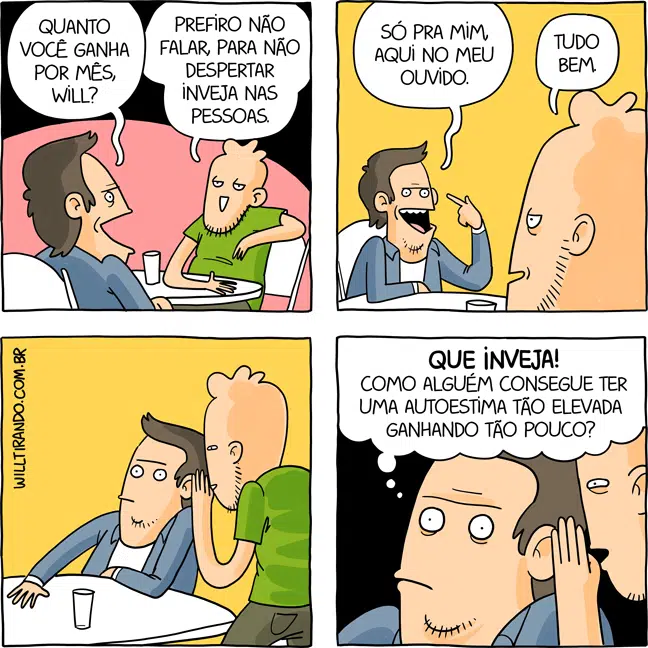 QUANTO
VOCÊ GANHA
POR MÊS,
WILL?
PREFIRO NÃO
FALAR, PARA NÃO
DESPERTAR
INVEJA NAS
PESSOAS.
SÓ PRA MIM,
AQUI NO MEU
OUVIDO.
TUDO
BEM.
WILLTIRANDO.COM.BR
QUE INVEJA!
COMO ALGUÉM CONSEGUE TER
UMA AUTOESTIMA TÃO ELEVADA
GANHANDO TÃO POUCO?